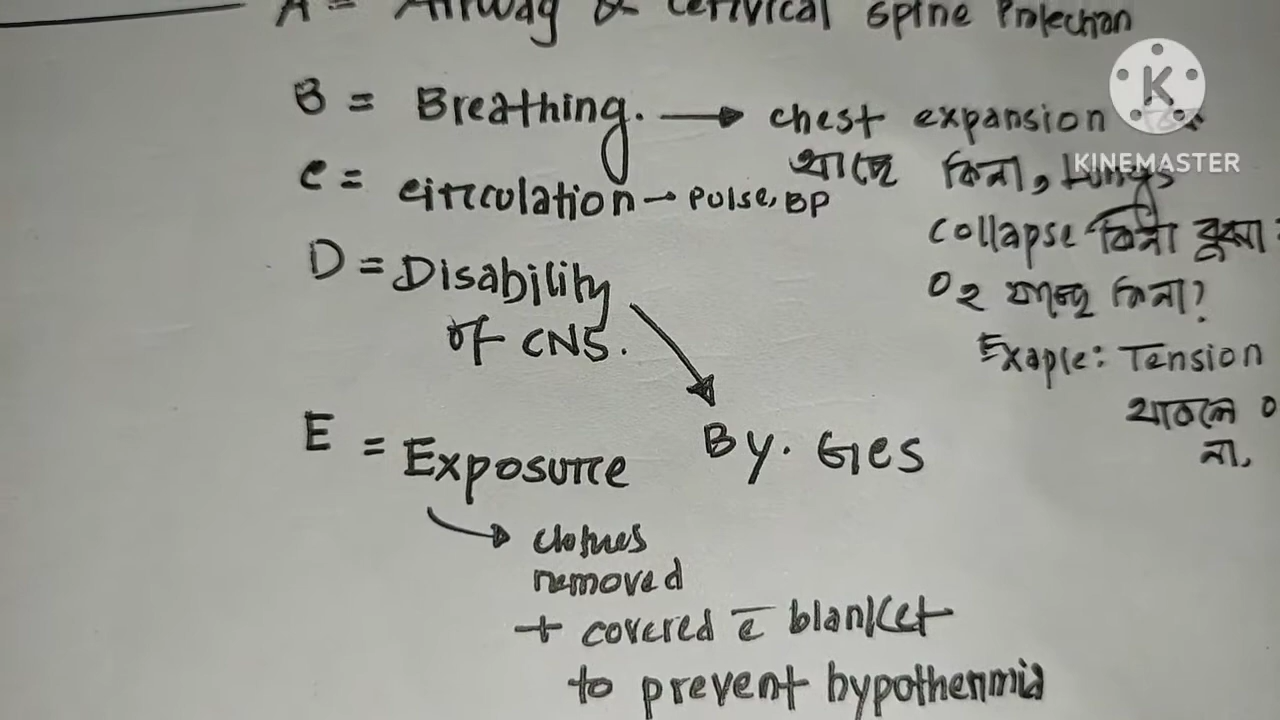 A = Airway & Cerivical spine Protection
B = Breathing. → chest expansion
থাছে কিনা, Lungs
C = Circulation → Pulse, BP
collapse কিনা বুঝা
D = Disability
of CNS.
O2 যাচ্ছে কিনা?
Exaple: Tension
থাকলে O
না,
By. GCS
E = Exposure
→ clothes
removed
+ covered c̅ blanket
to prevent hypothermia
K
KINEMASTER